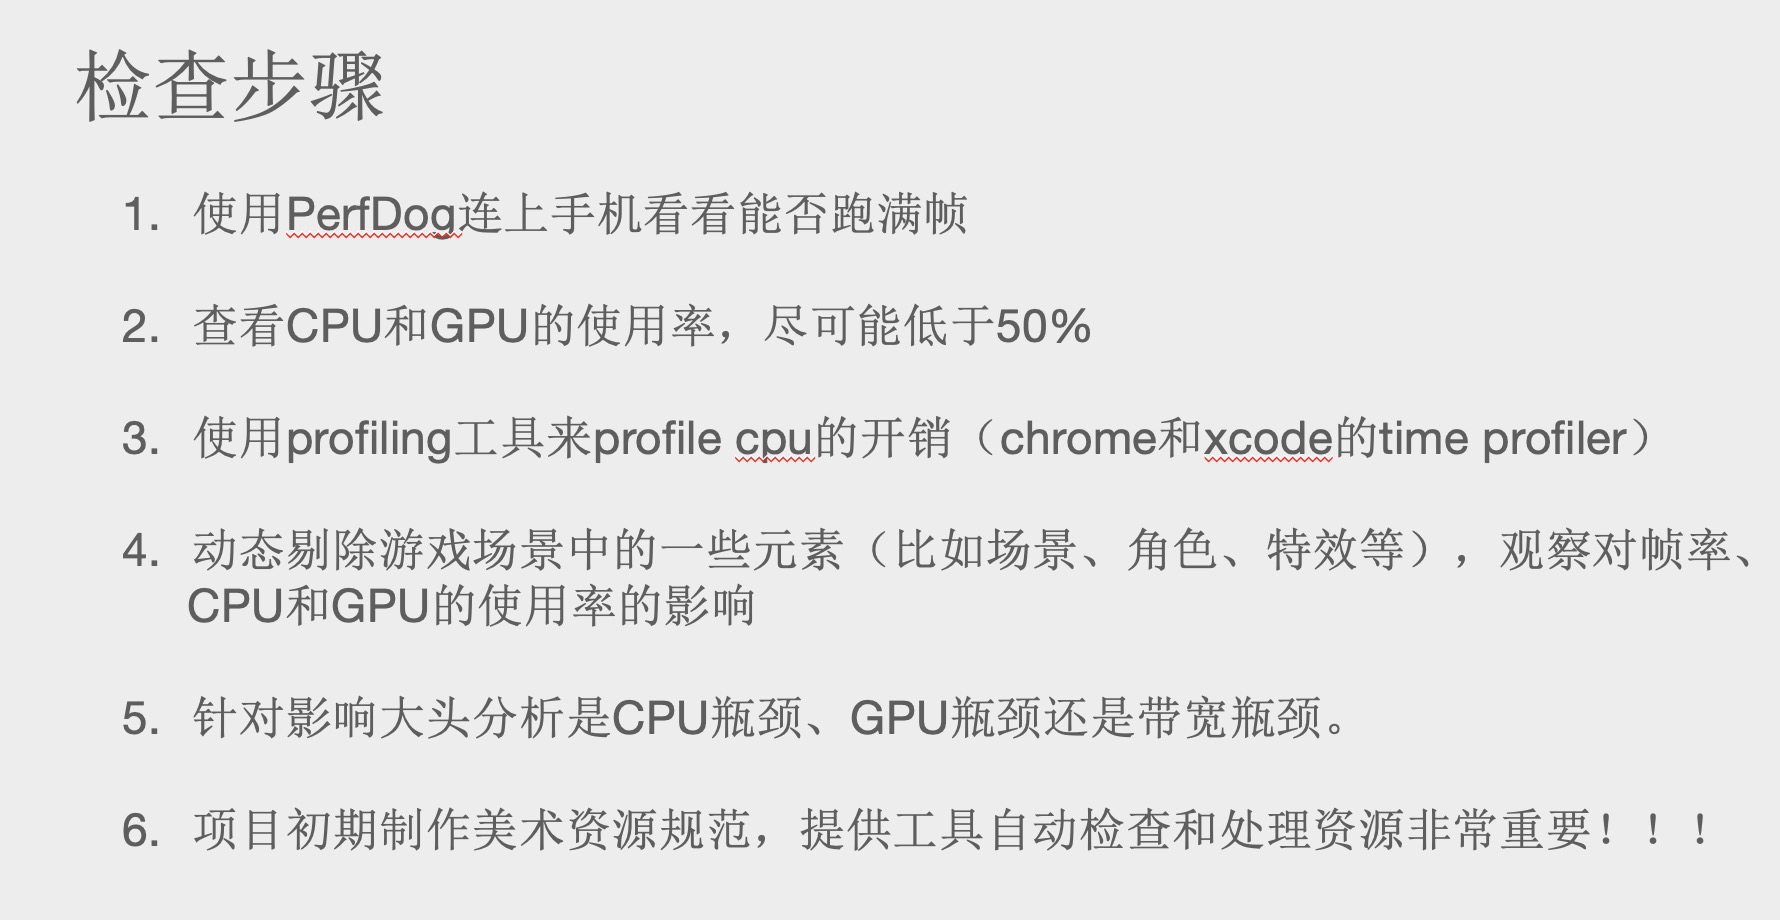 检查步骤
1. 使用PerfDog连上手机看看能否跑满帧
2. 查看CPU和GPU的使用率，尽可能低于50%
3. 使用profiling工具来profile cpu的开销（chrome和xcode的time profiler）
4. 动态剔除游戏场景中的一些元素（比如场景、角色、特效等），观察对帧率、
CPU和GPU的使用率的影响
5. 针对影响大头分析是CPU瓶颈、GPU瓶颈还是带宽瓶颈。
6. 项目初期制作美术资源规范，提供工具自动检查和处理资源非常重要！！！